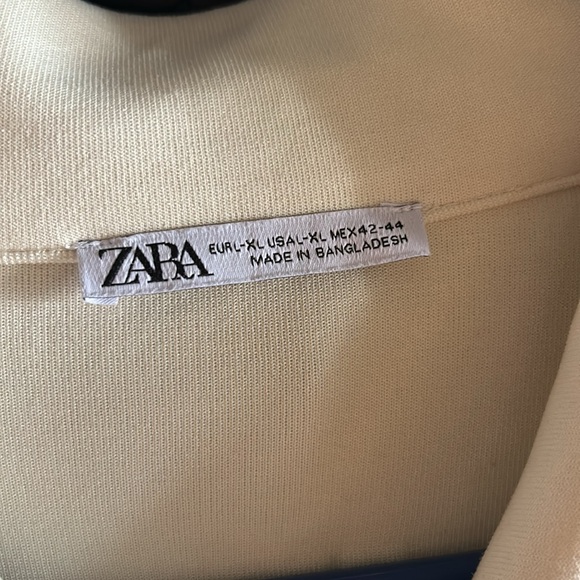 ZARA
EUR L-XL USA L-XL MEX 42-44
MADE IN BANGLADESH